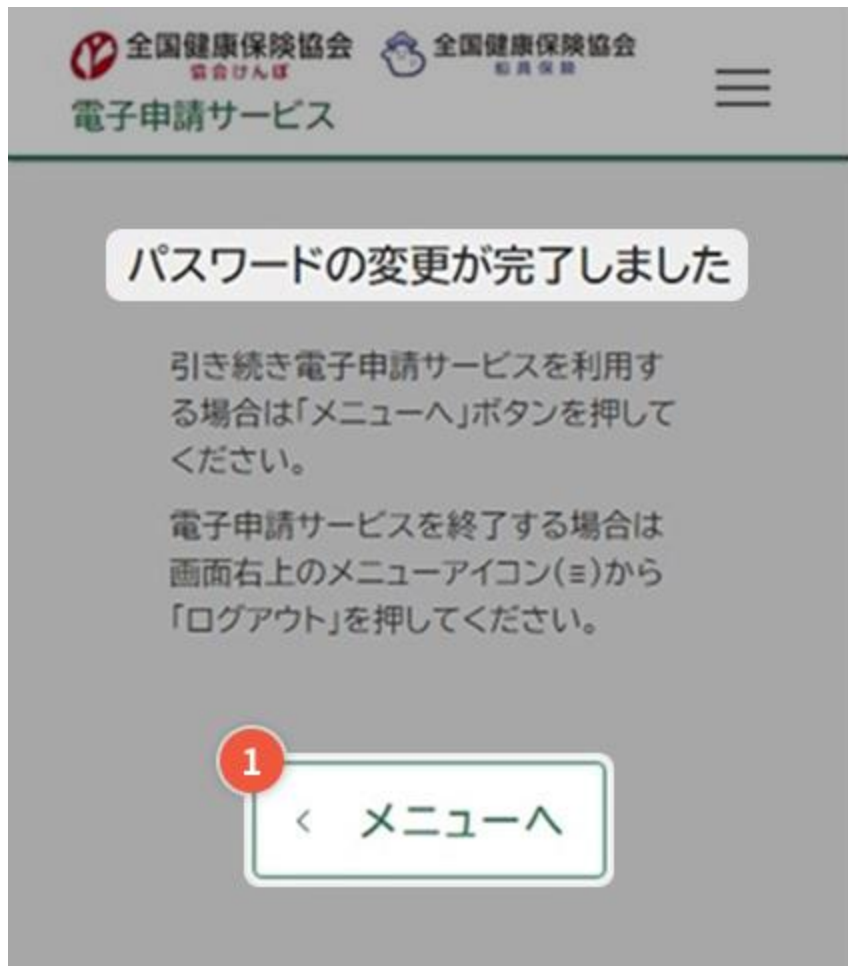 全国健康保険協会 全国健康保険協会
協会けんぽ 船員保険
電子申請サービス
パスワードの変更が完了しました
引き続き電子申請サービスを利用す
る場合は「メニューへ」ボタンを押して
ください。
電子申請サービスを終了する場合は
画面右上のメニューアイコン(≡)から
「ログアウト」を押してください。
1
< メニューへ